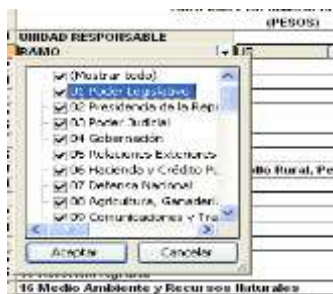 (PESOS)
UNIDAD RESPONSABLE
RAMO
(Mostrar todo)
01 Poder Legislativo
02 Presidencia de la Repú
03 Poder Judicial
04 Gobernación
05 Relaciones Exteriores
06 Hacienda y Crédito P
07 Defensa Nacional
08 Agricultura, Ganaderí
Rural, Pe
09 Comunicaciones y Tra
Aceptar
Cancelar
16 Medio Ambiente y Recursos Naturales